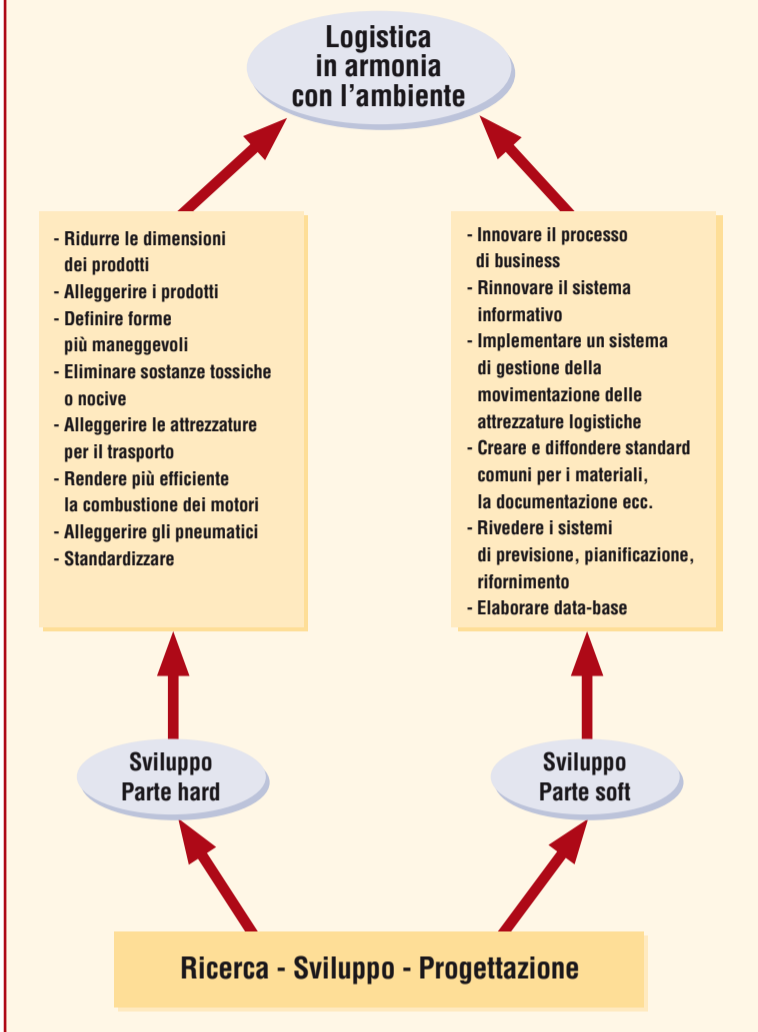 Logistica
in armonia
con l'ambiente
- Ridurre le dimensioni
dei prodotti
- Alleggerire i prodotti
- Definire forme
più maneggevoli
- Eliminare sostanze tossiche
o nocive
- Alleggerire le attrezzature
per il trasporto
- Rendere più efficiente
la combustione dei motori
- Alleggerire gli pneumatici
- Standardizzare
- Innovare il processo
di business
- Rinnovare il sistema
informativo
- Implementare un sistema
di gestione della
movimentazione delle
attrezzature logistiche
- Creare e diffondere standard
comuni per i materiali,
la documentazione ecc.
- Rivedere i sistemi
di previsione, pianificazione,
rifornimento
- Elaborare data-base
Sviluppo
Parte hard
Sviluppo
Parte soft
Ricerca - Sviluppo - Progettazione